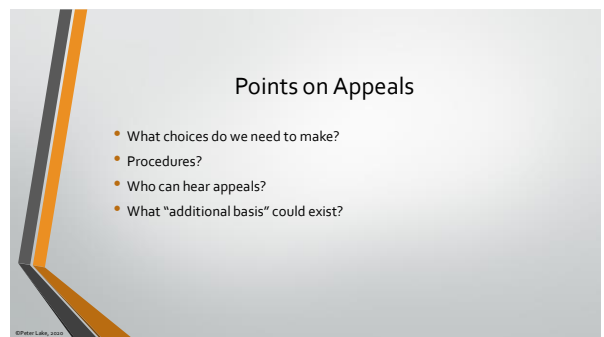 Points on Appeals
• What choices do we need to make?
• Procedures?
• Who can hear appeals?
• What “additional basis” could exist?
©Peter Lake, 2020